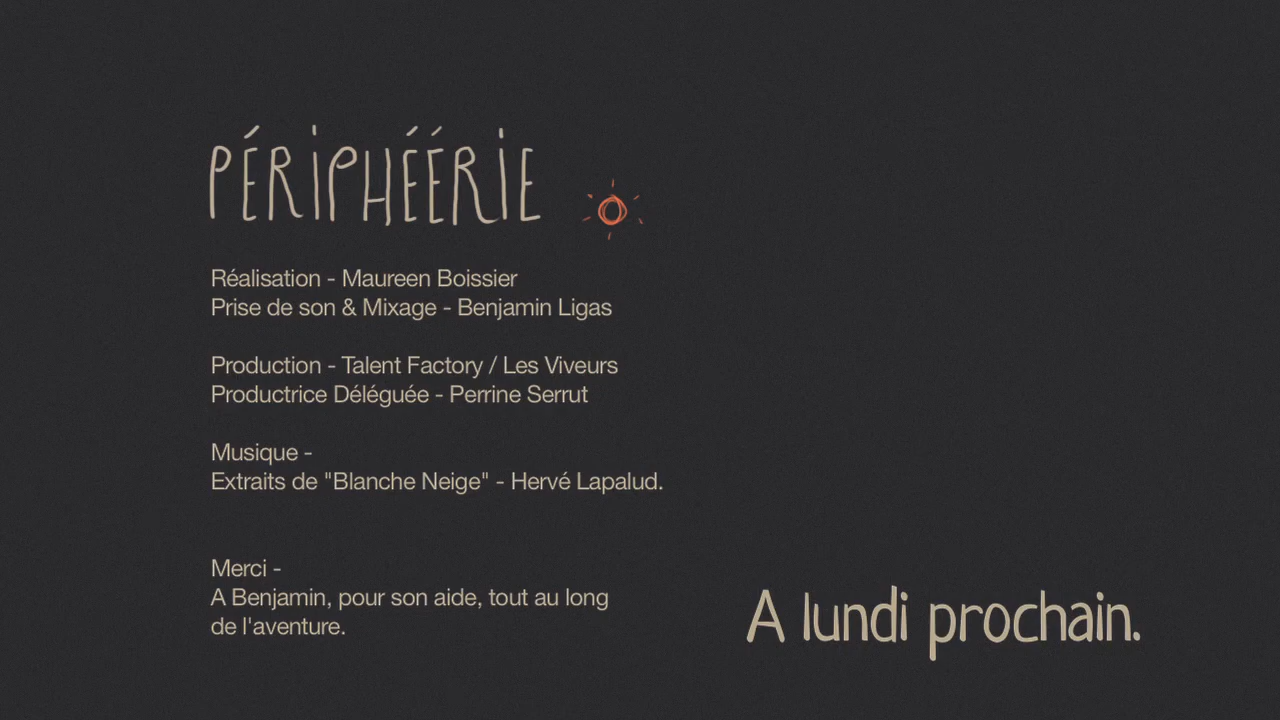 PÉRIPHÉÉRIE
Réalisation - Maureen Boissier
Prise de son & Mixage - Benjamin Ligas
Production - Talent Factory / Les Viveurs
Productrice Déléguée - Perrine Serrut
Musique -
Extraits de "Blanche Neige" - Hervé Lapalud.
Merci -
A Benjamin, pour son aide, tout au long
de l'aventure.
A lundi prochain.